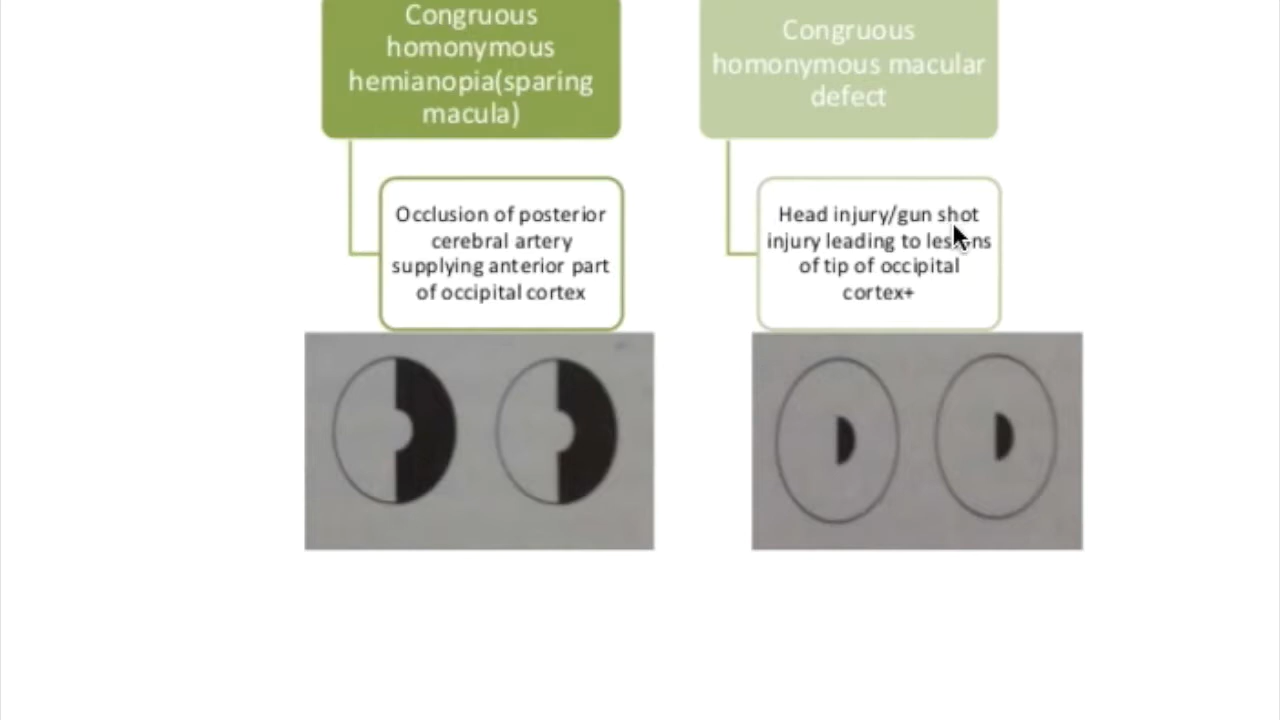 Congruous
homonymous
hemianopia(sparing
macula)
Congruous
homonymous macular
defect
Occlusion of posterior
cerebral artery
supplying anterior part
of occipital cortex
Head injury/gun shot
injury leading to lesions
of tip of occipital
cortex+